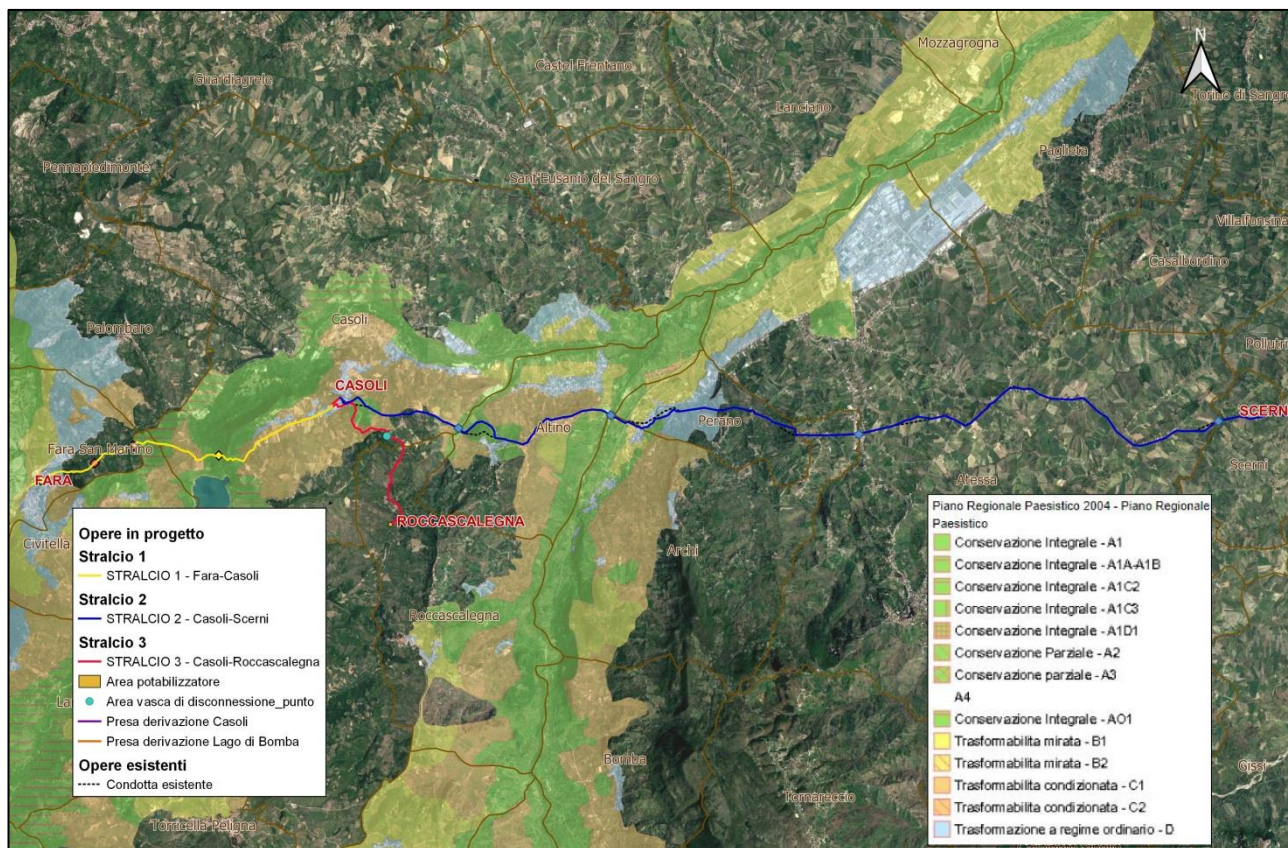 Mozzagrogna
N
Castel Frentano
Guardiagrele
Lanciano
Torino di Sangro
Pennapiedimonte
Paglieta
Sant'Eusanio del Sangro
Villalfonsina
Casalbordino
Casoli
Palombaro
Pollutri
CASOLI
SCERNI
Altino
Perano
Fara San Martino
Scerni
FARA
Atessa
ROCCASCALEGNA
Civitella
Archi
Roccascalegna
La
Bomba
Gissi
Tornareccio
Torricella Peligna
Opere in progetto
Stralcio 1
STRALCIO 1 - Fara-Casoli
Stralcio 2
STRALCIO 2 - Casoli-Scerni
Stralcio 3
STRALCIO 3 - Casoli-Roccascalegna
Area potabilizzatore
Area vasca di disconnessione_punto
Presa derivazione Casoli
Presa derivazione Lago di Bomba
Opere esistenti
Condotta esistente
Piano Regionale Paesistico 2004 - Piano Regionale
Paesistico
Conservazione Integrale - A1
Conservazione Integrale - A1A-A1B
Conservazione Integrale - A1C2
Conservazione Integrale - A1C3
Conservazione Integrale - A1D1
Conservazione Parziale - A2
Conservazione parziale - A3
A4
Conservazione Integrale - AO1
Trasformabilita mirata - B1
Trasformabilita mirata - B2
Trasformabilita condizionata - C1
Trasformabilita condizionata - C2
Trasformazione a regime ordinario - D